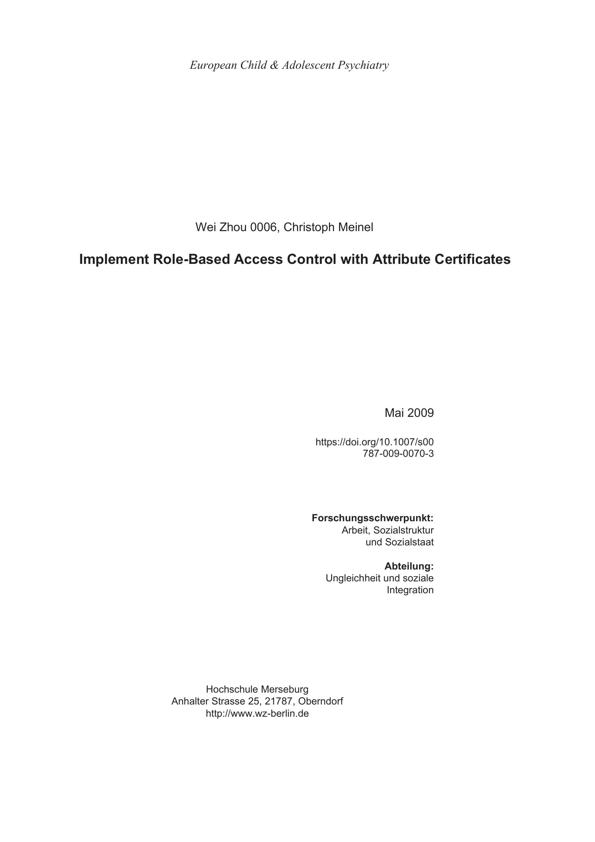 European Child & Adolescent Psychiatry
Wei Zhou 0006, Christoph Meinel
Implement Role-Based Access Control with Attribute Certificates
Mai 2009
https://doi.org/10.1007/s00
787-009-0070-3
Forschungsschwerpunkt:
Arbeit, Sozialstruktur
und Sozialstaat
Abteilung:
Ungleichheit und soziale
Integration
Hochschule Merseburg
Anhalter Strasse 25, 21787, Oberndorf
http://www.wz-berlin.de